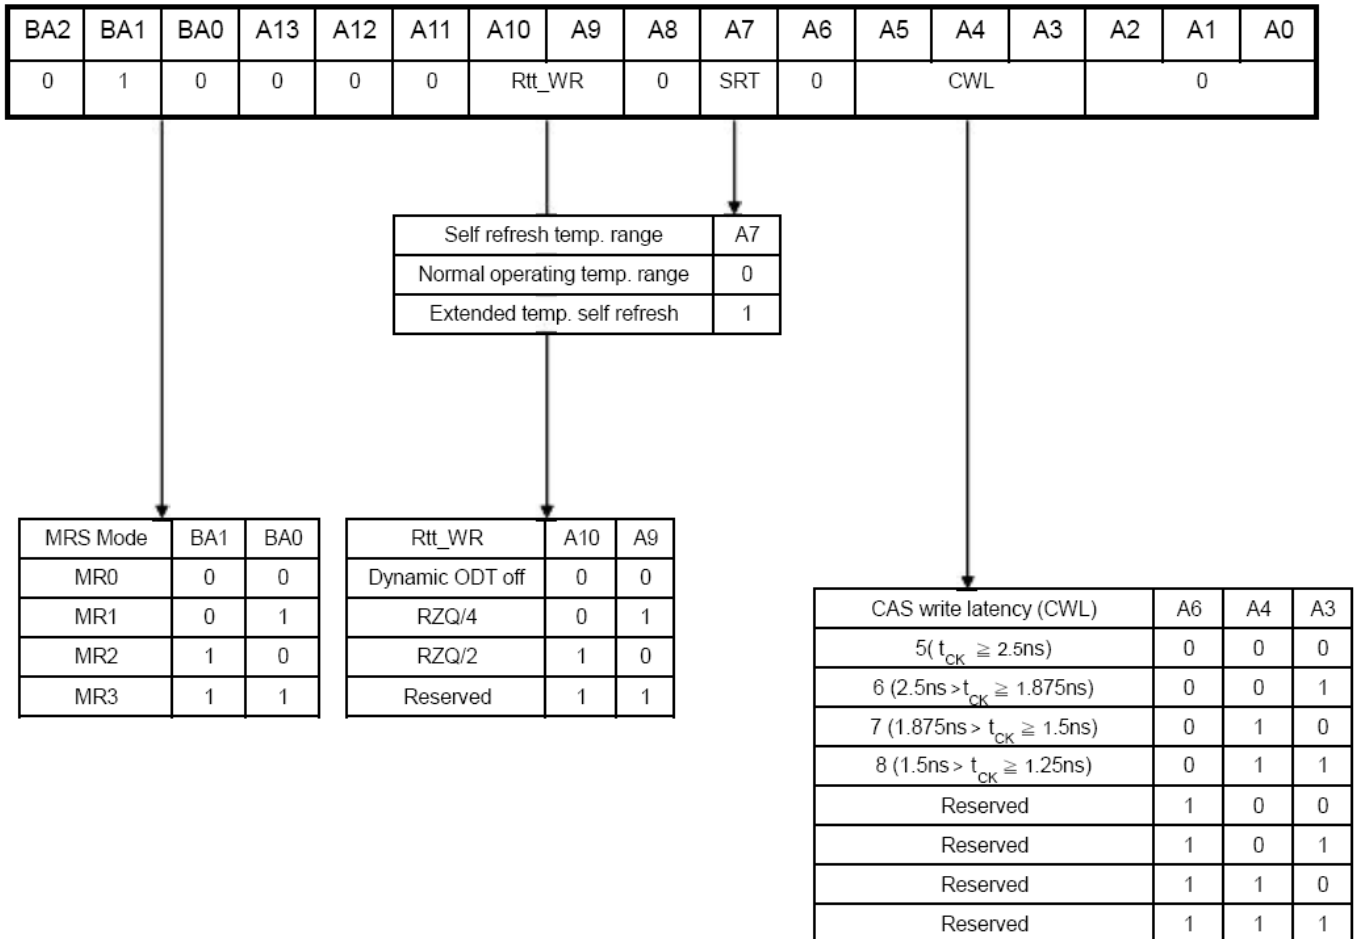 BA2 BA1 BA0 A13 A12 A11 A10 A9 A8 A7 A6 A5 A4 A3 A2 A1 A0
0 1 0 0 0 0 Rtt_WR 0 SRT 0 CWL 0
Self refresh temp. range A7
Normal operating temp. range 0
Extended temp. self refresh 1
MRS Mode BA1 BA0
MR0 0 0
MR1 0 1
MR2 1 0
MR3 1 1
Rtt_WR A10 A9
Dynamic ODT off 0 0
RZQ/4 0 1
RZQ/2 1 0
Reserved 1 1
CAS write latency (CWL) A6 A4 A3
5( tCK ≧ 2.5ns) 0 0 0
6 (2.5ns >tCK ≧ 1.875ns) 0 0 1
7 (1.875ns > tCK ≧ 1.5ns) 0 1 0
8 (1.5ns > tCK ≧ 1.25ns) 0 1 1
Reserved 1 0 0
Reserved 1 0 1
Reserved 1 1 0
Reserved 1 1 1